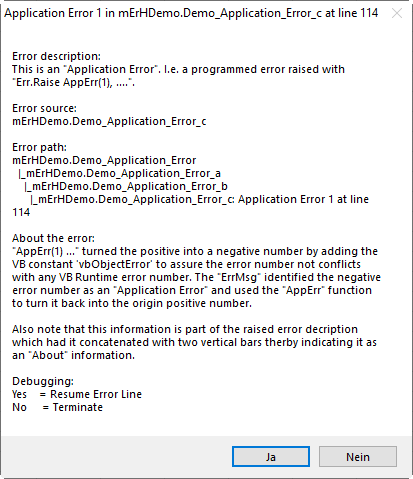 Application Error 1 in mErHDemo.Demo_Application_Error_c at line 114
Error description:
This is an "Application Error". I.e. a programmed error raised with
"Err.Raise AppErr(1), ....".
Error source:
mErHDemo.Demo_Application_Error_c
Error path:
mErHDemo.Demo_Application_Error
|_mErHDemo.Demo_Application_Error_a
|_mErHDemo.Demo_Application_Error_b
|_mErHDemo.Demo_Application_Error_c: Application Error 1 at line
114
About the error:
"AppErr(1) ..." turned the positive into a negative number by adding the
VB constant 'vbObjectError' to assure the error number not conflicts
with any VB Runtime error number. The "ErrMsg" identified the negative
error number as an "Application Error" and used the "AppErr" function
to turn it back into the origin positive number.
Also note that this information is part of the raised error decription
which had it concatenated with two vertical bars therby indicating it as
an "About" information.
Debugging:
Yes = Resume Error Line
No = Terminate
Ja Nein